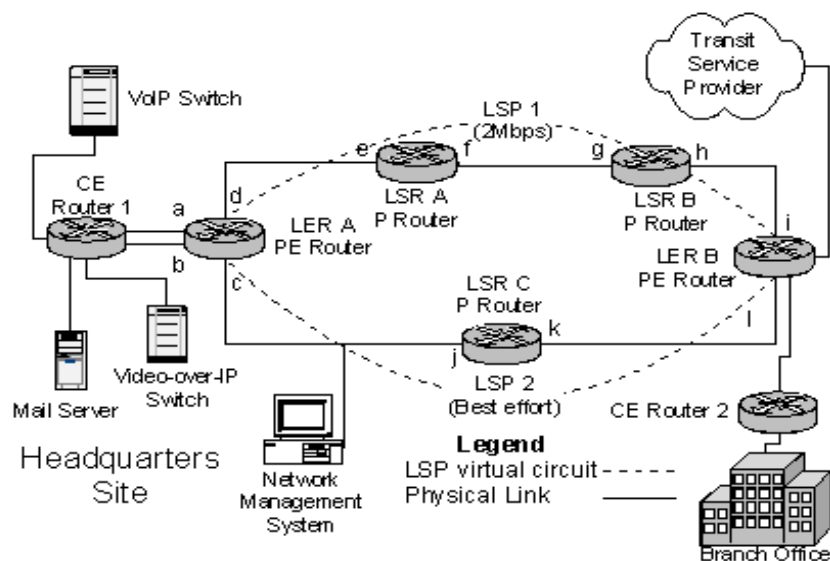 Transit
Service
Provider
VoIP Switch
LSP 1
(2Mbps)
e
f
g
h
CE
Router 1
a
d
LSR A
P Router
LSR B
P Router
LER A
PE Router
i
LER B
PE Router
b
c
LSR C
P Router
k
l
j
Video-over-IP
Switch
Mail Server
LSP 2
(Best effort)
CE Router 2
Headquarters
Site
Network
Management
System
Legend
LSP virtual circuit
Physical Link
Branch Office